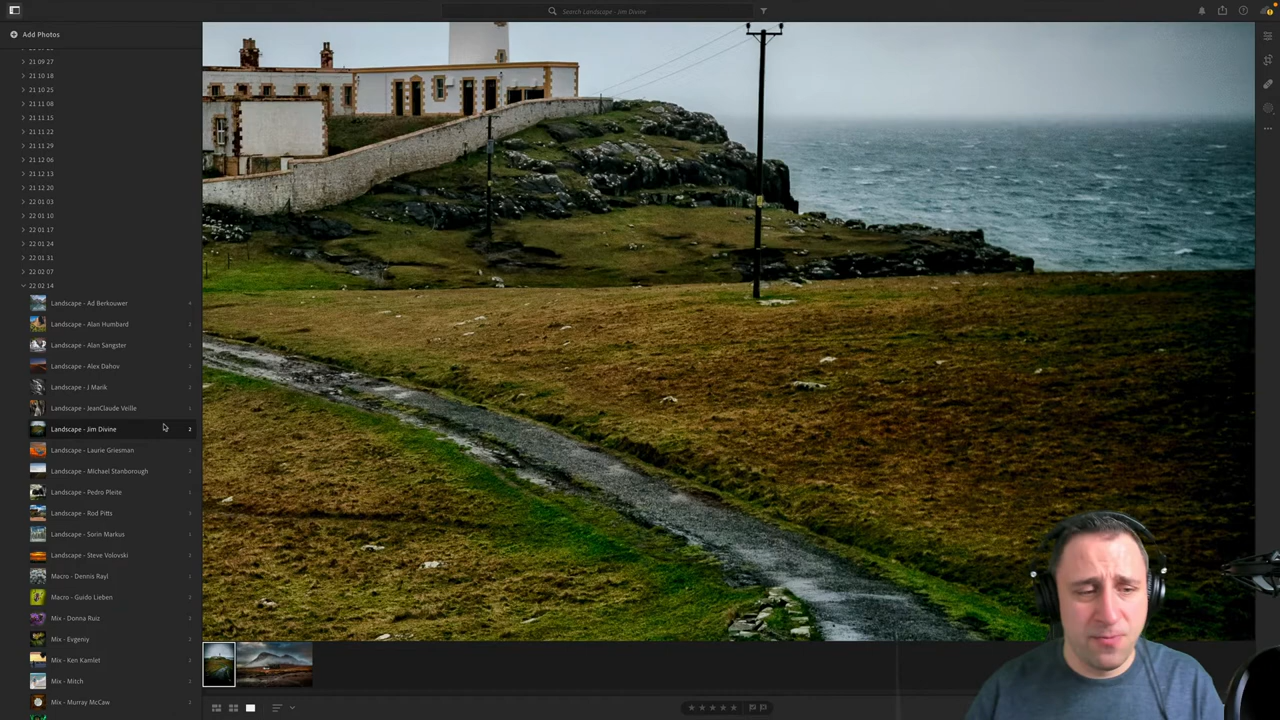 Search Landscape - Jim Divine
Add Photos
21 09 27
21 10 18
21 10 25
21 11 08
21 11 15
21 11 22
21 11 29
21 12 06
21 12 13
21 12 20
22 01 03
22 01 10
22 01 17
22 01 24
22 01 31
22 02 07
22 02 14
Landscape - Ad Berkouwer
Landscape - Alan Humbard
Landscape - Alan Sangster
Landscape - Alex Dahov
Landscape - J Marik
Landscape - JeanClaude Veille
Landscape - Jim Divine 2
Landscape - Laurie Griesman
Landscape - Michael Stanborough
Landscape - Pedro Pleite
Landscape - Rod Pitts
Landscape - Sorin Markus
Landscape - Steve Volovski
Macro - Dennis Rayl
Macro - Guido Lieben
Mix - Donna Ruiz
Mix - Evgeniy
Mix - Ken Kamlet
Mix - Mitch
Mix - Murray McCaw